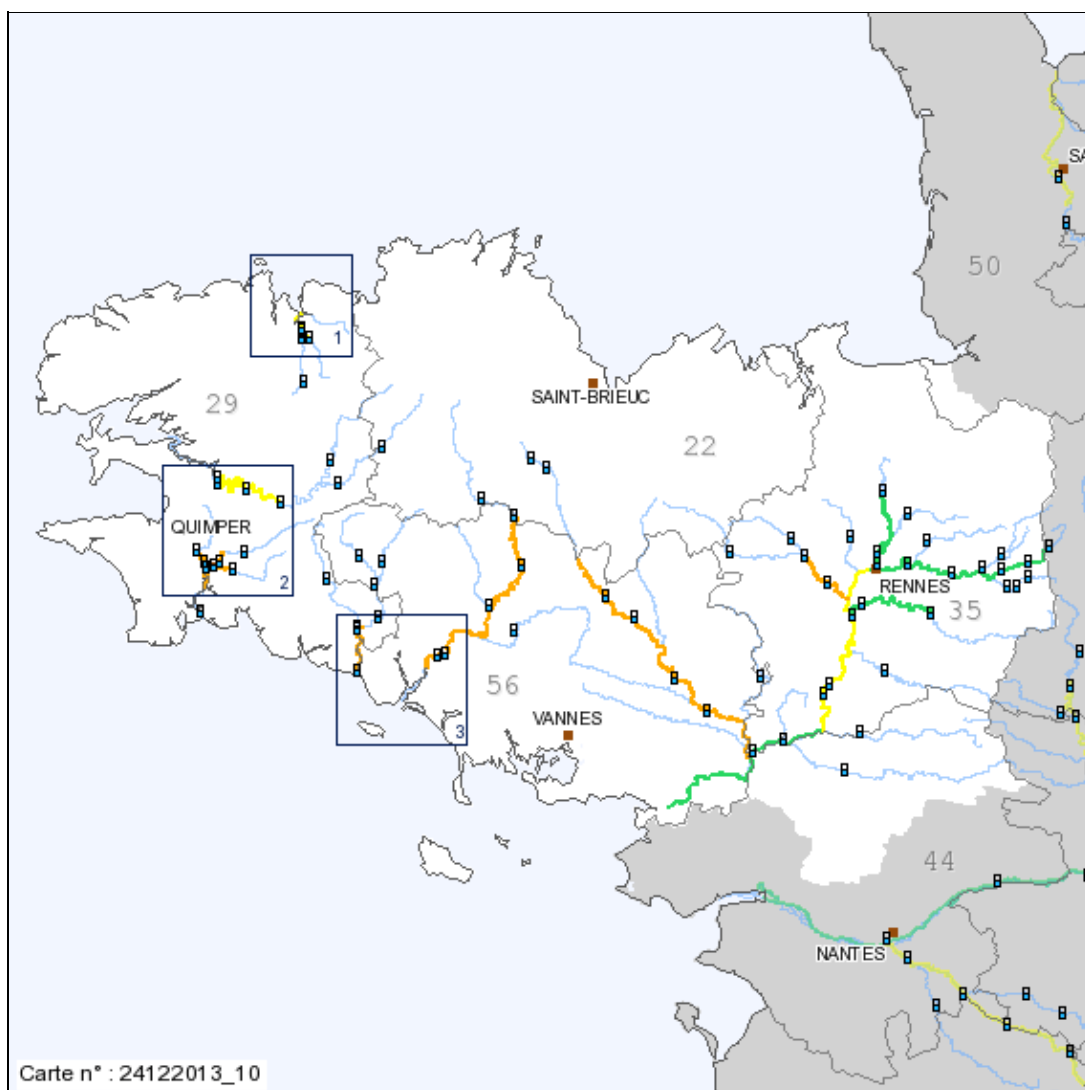 SA
50
1
29
SAINT-BRIEUC
22
QUIMPER
2
RENNES
35
56
VANNES
3
44
NANTES
Carte n° : 24122013_10